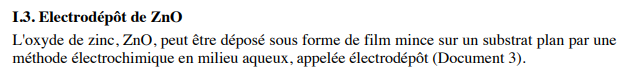 I.3. Electrodépôt de ZnO
L'oxyde de zinc, ZnO, peut être déposé sous forme de film mince sur un substrat plan par une
méthode électrochimique en milieu aqueux, appelée électrodépôt (Document 3).